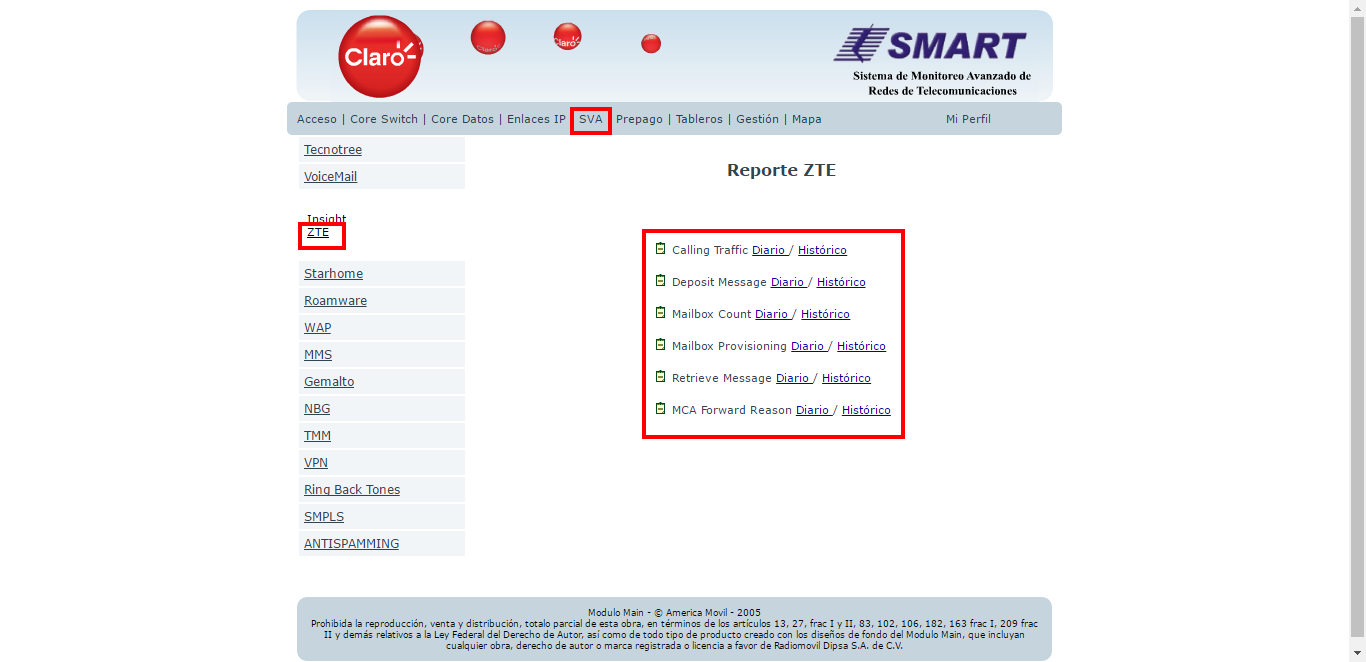 Claro
Claro
Claro
SMART
Sistema de Monitoreo Avanzado de
Redes de Telecomunicaciones
Acceso | Core Switch | Core Datos | Enlaces IP SVA Prepago | Tableros | Gestión | Mapa Mi Perfil
Tecnotree
VoiceMail
Insight
ZTE
Starhome
Roamware
WAP
MMS
Gemalto
NBG
TMM
VPN
Ring Back Tones
SMPLS
ANTISPAMMING
Reporte ZTE
Calling Traffic Diario / Histórico
Deposit Message Diario / Histórico
Mailbox Count Diario / Histórico
Mailbox Provisioning Diario / Histórico
Retrieve Message Diario / Histórico
MCA Forward Reason Diario / Histórico
Modulo Main - © America Movil - 2005
Prohibida la reproducción, venta y distribución, totalo parcial de esta obra, en términos de los artículos 13, 27, frac I y II, 83, 102, 106, 182, 163 frac I, 209 frac
II y demás relativos a la Ley Federal del Derecho de Autor, así como de todo tipo de producto creado con los diseños de fondo del Modulo Main, que incluyan
cualquier obra, derecho de autor o marca registrada o licencia a favor de Radiomovil Dipsa S.A. de C.V.